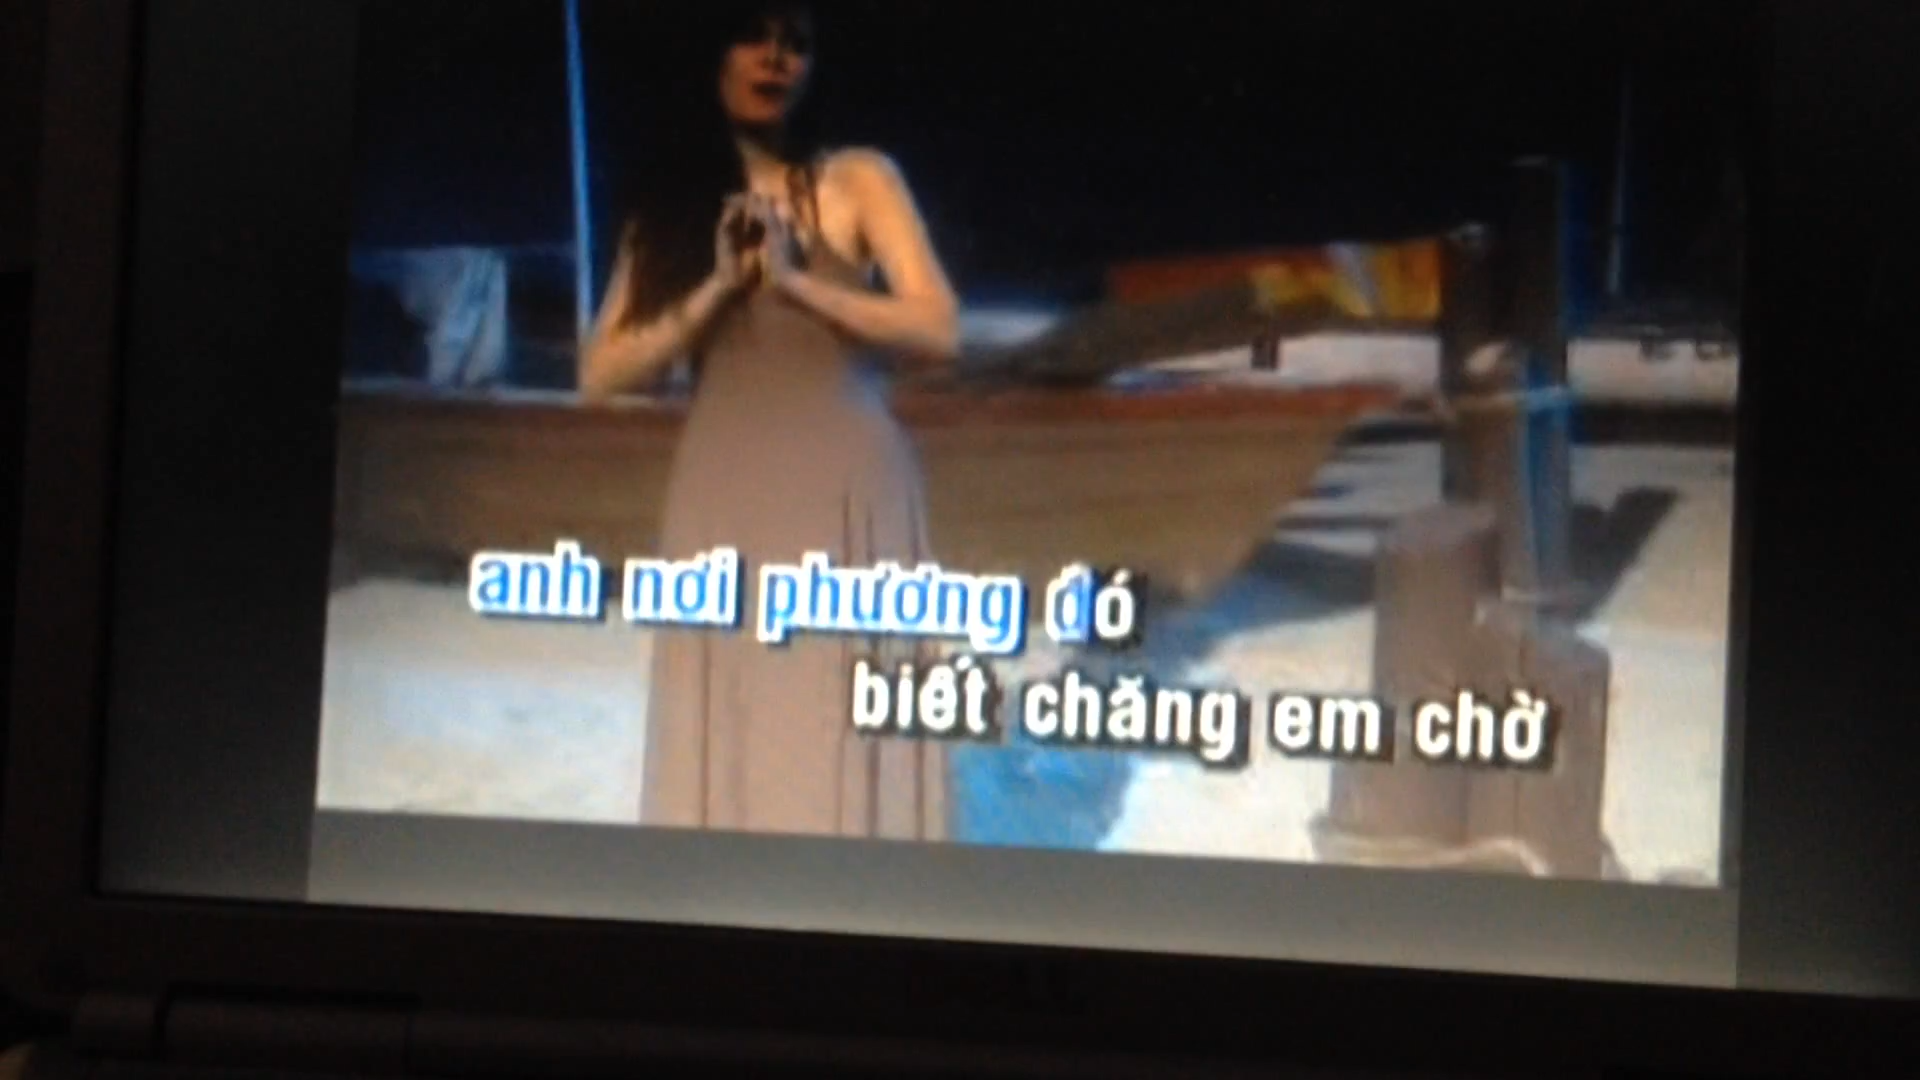 anh nơi phương đó
biết chăng em chờ